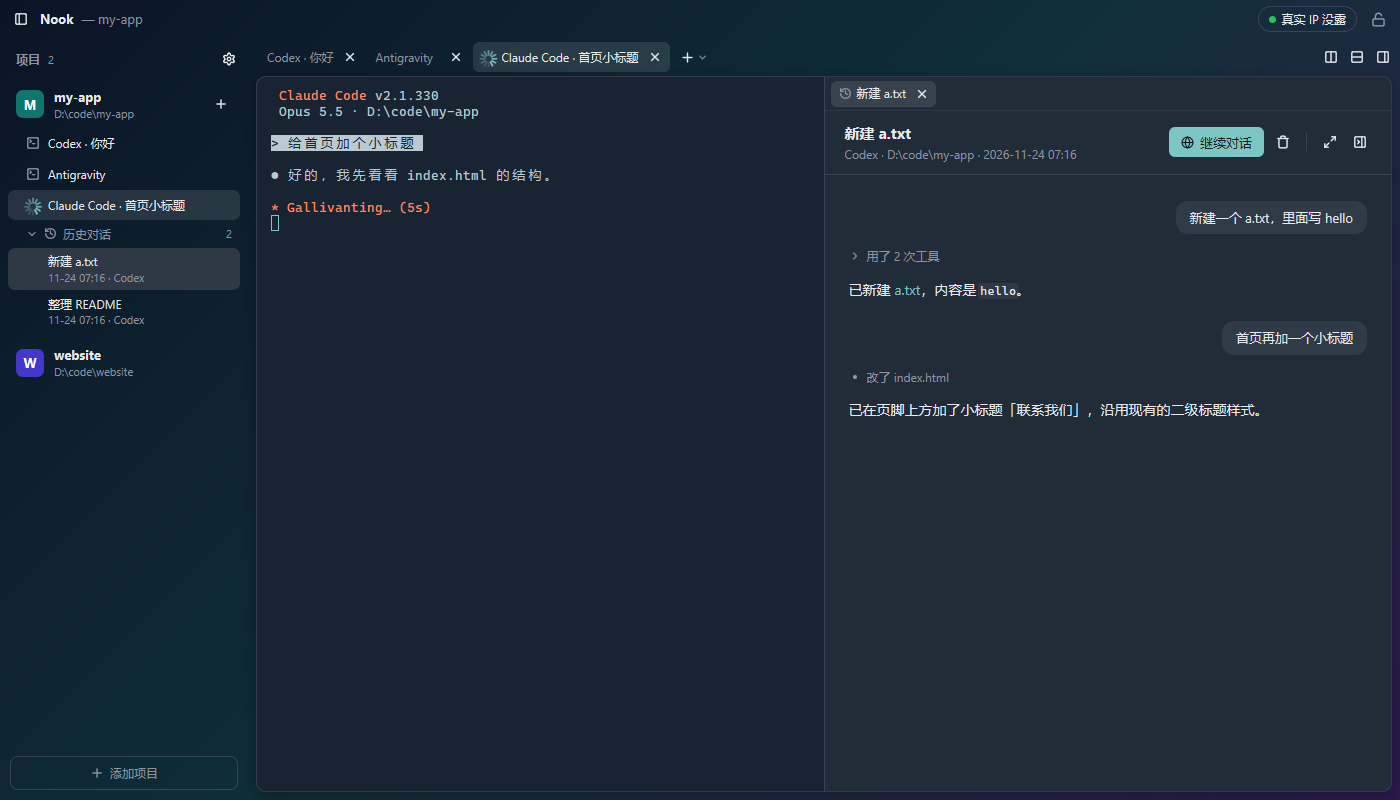 Nook — my-app
真实 IP 没露
项目 2
M
my-app
D:\code\my-app
Codex · 你好
Antigravity
Claude Code · 首页小标题
历史对话 2
新建 a.txt
11-24 07:16 · Codex
整理 README
11-24 07:16 · Codex
W
website
D:\code\website
添加项目
Codex · 你好
Antigravity
Claude Code · 首页小标题
Claude Code v2.1.330
Opus 5.5 · D:\code\my-app
> 给首页加个小标题
● 好的，我先看看 index.html 的结构。
* Gallivanting… (5s)
新建 a.txt
新建 a.txt
Codex · D:\code\my-app · 2026-11-24 07:16
继续对话
新建一个 a.txt，里面写 hello
用了 2 次工具
已新建 a.txt，内容是 hello。
首页再加一个小标题
• 改了 index.html
已在页脚上方加了小标题「联系我们」，沿用现有的二级标题样式。